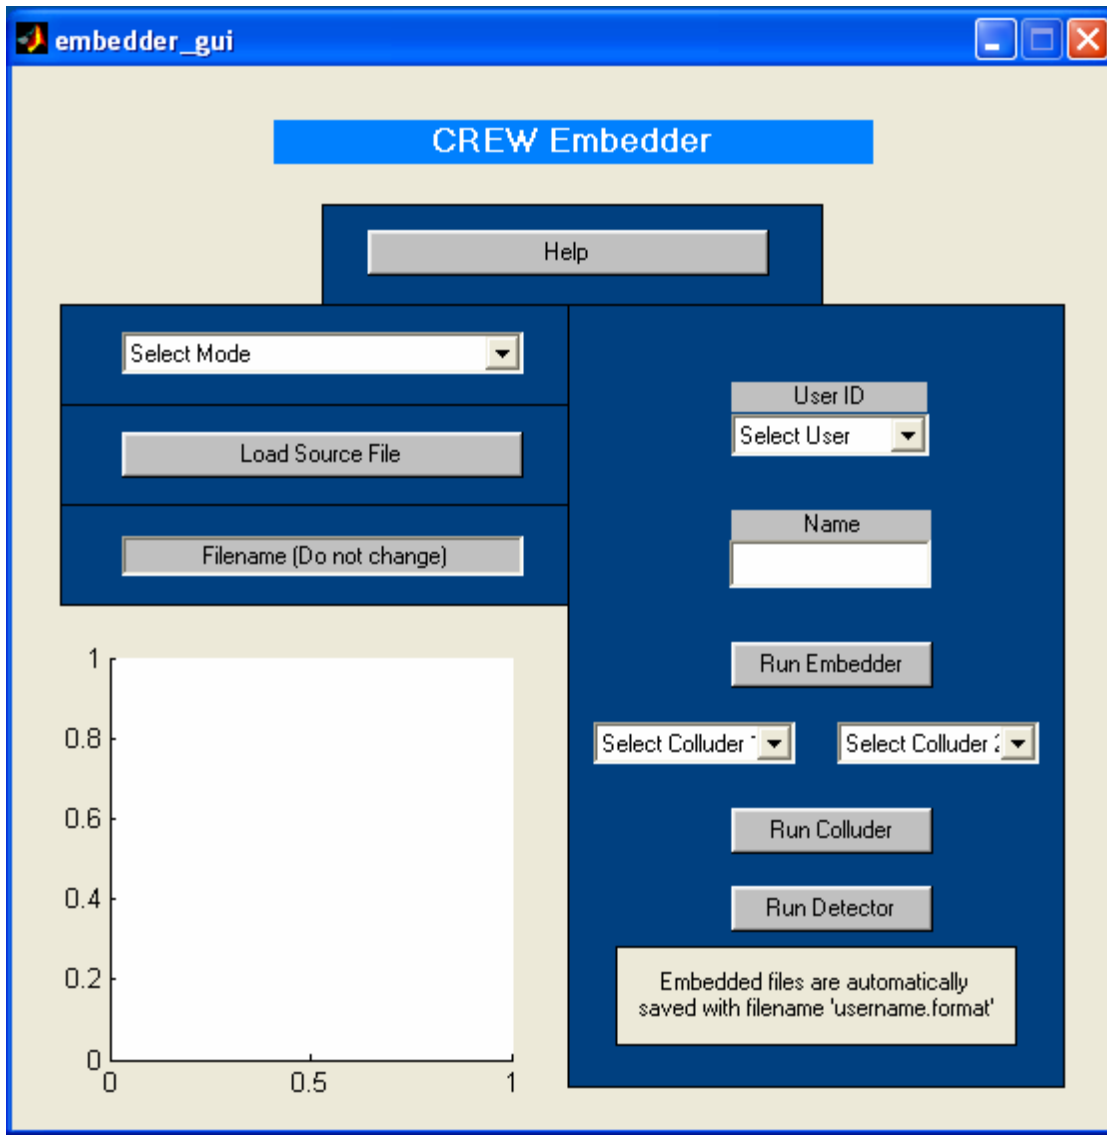 embedder_gui
CREW Embedder
Help
Select Mode
Load Source File
Filename (Do not change)
User ID
Select User
Name
Run Embedder
Select Colluder
Select Colluder 2
Run Colluder
Run Detector
Embedded files are automatically
saved with filename 'username.format'
1
0.8
0.6
0.4
0.2
0
0
0.5
1